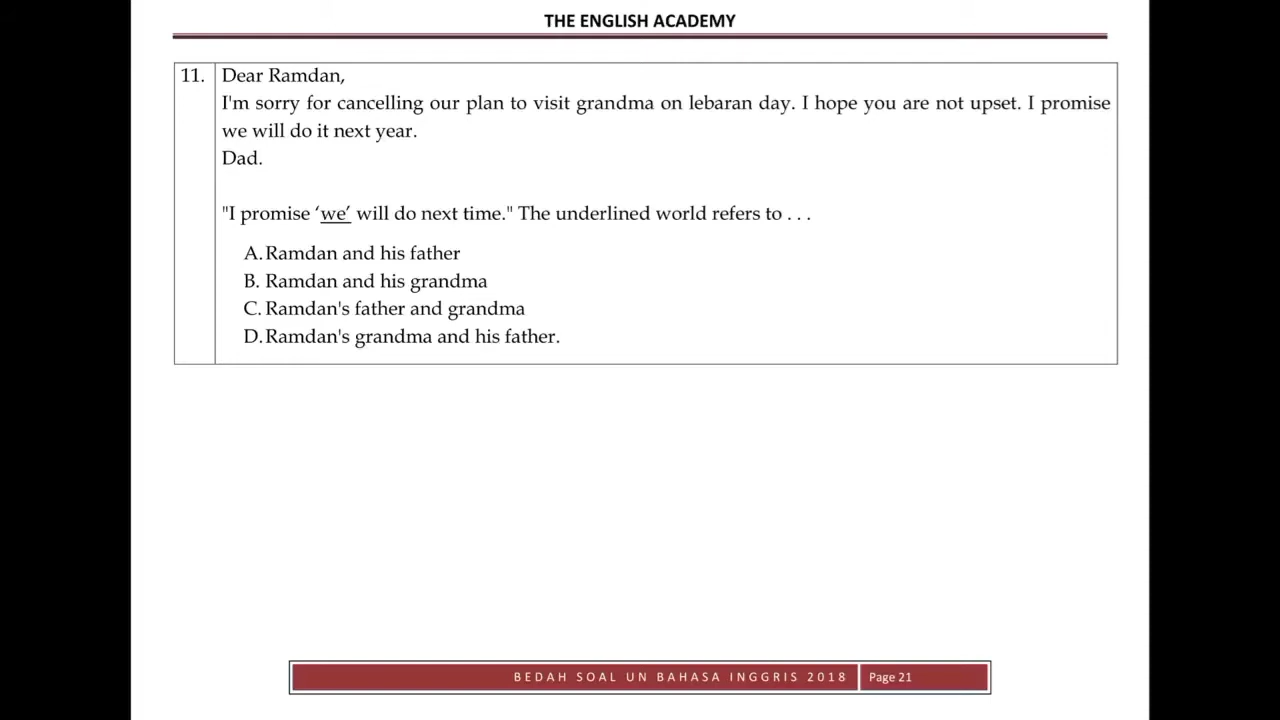 THE ENGLISH ACADEMY
11. Dear Ramdan,
I'm sorry for cancelling our plan to visit grandma on lebaran day. I hope you are not upset. I promise
we will do it next year.
Dad.
"I promise ‘we’ will do next time." The underlined world refers to . . .
A. Ramdan and his father
B. Ramdan and his grandma
C. Ramdan's father and grandma
D. Ramdan's grandma and his father.
BEDAH SOAL UN BAHASA INGGRIS 2018 Page 21